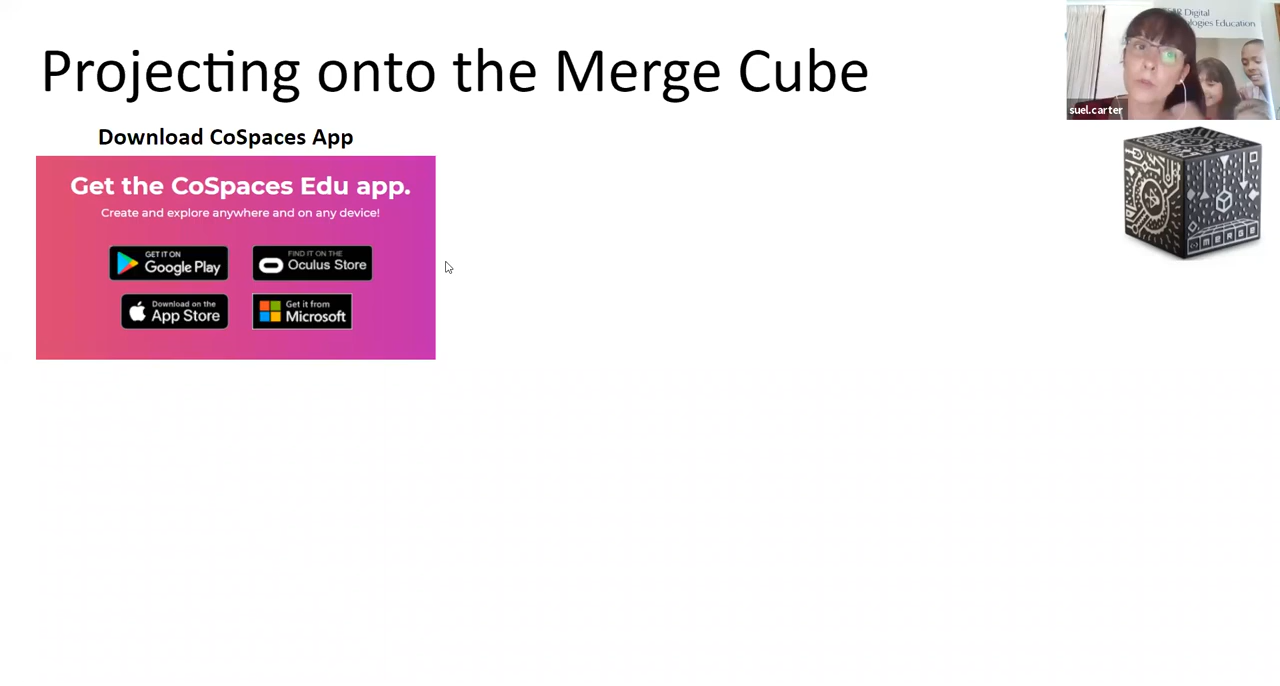 Projecting onto the Merge Cube
Digital
ologies Education
suel.carter
Download CoSpaces App
Get the CoSpaces Edu app.
Create and explore anywhere and on any device!
GET IT ON
Google Play
FIND IT ON THE
Oculus Store
Download on the
App Store
Get it from
Microsoft
MERGE